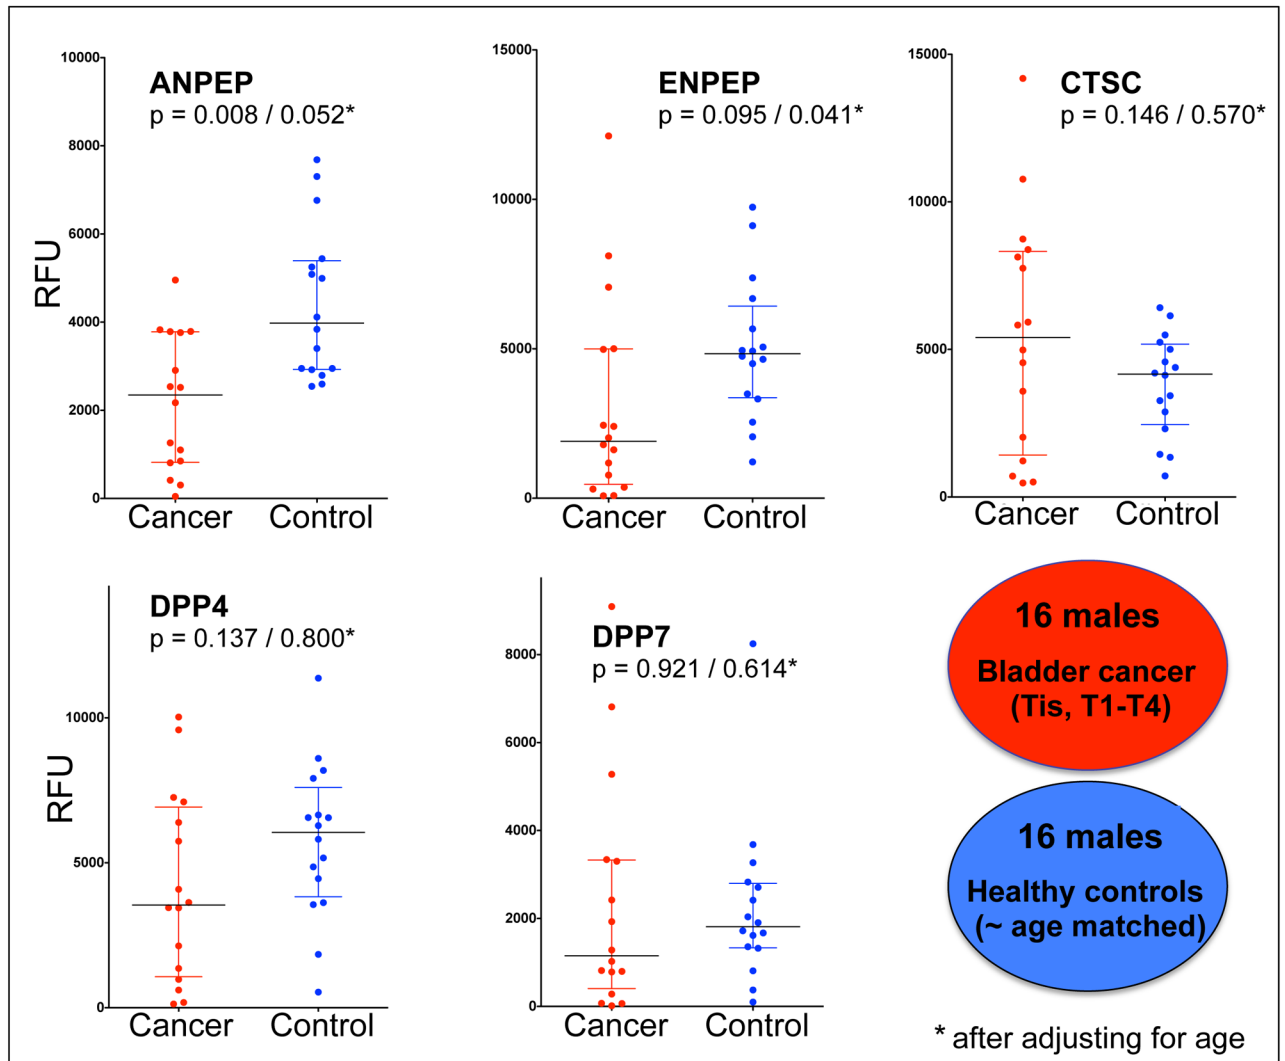 ANPEP
p = 0.008 / 0.052*
10000
8000
6000
4000
2000
0
RFU
Cancer Control
ENPEP
p = 0.095 / 0.041*
15000
10000
5000
0
Cancer Control
CTSC
p = 0.146 / 0.570*
15000
10000
5000
0
Cancer Control
DPP4
p = 0.137 / 0.800*
10000
5000
0
RFU
Cancer Control
DPP7
p = 0.921 / 0.614*
8000
6000
4000
2000
0
Cancer Control
16 males
Bladder cancer
(Tis, T1-T4)
16 males
Healthy controls
(~ age matched)
* after adjusting for age